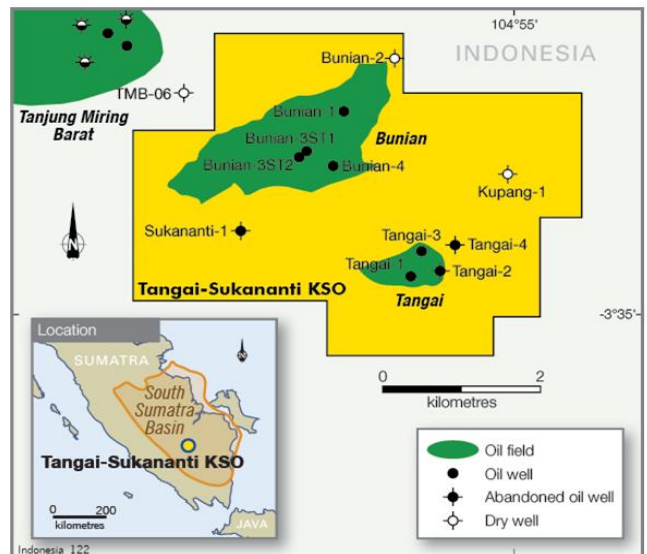 104°55'
INDONESIA
Bunian-2
TMB-06
Tanjung Miring
Barat
Bunian-1
Bunian
Bunian-3ST1
Bunian-3ST2
Bunian-4
Kupang-1
Sukananti-1
Tangai-3
Tangai-4
Tangai-1
Tangai-2
Tangai
Tangai-Sukananti KSO
N
-3°35'
Location
SUMATRA
South
Sumatra
Basin
Tangai-Sukananti KSO
0 200
kilometres
JAVA
0 2
kilometres
Oil field
Oil well
Abandoned oil well
Dry well
Indonesia 122